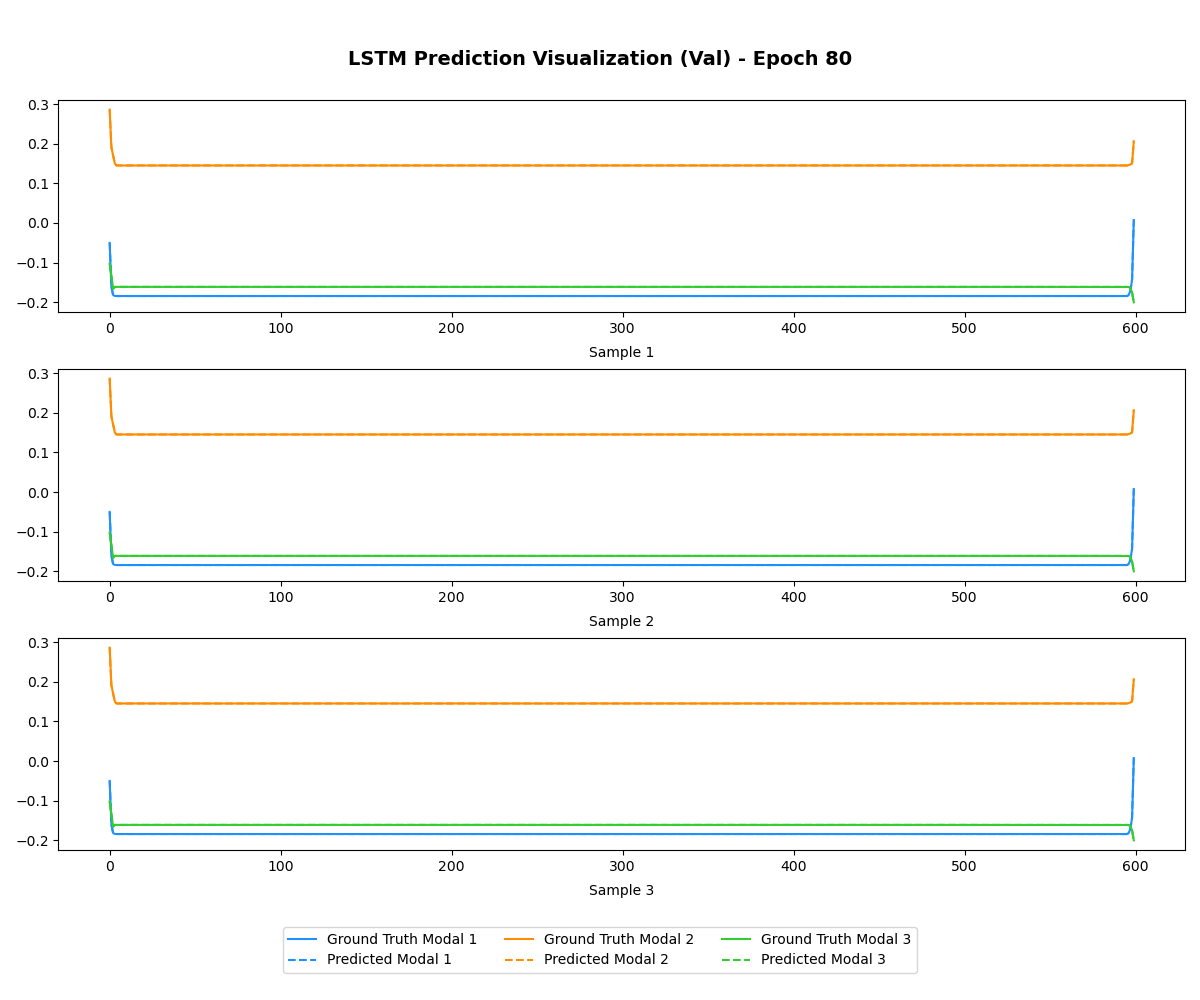 LSTM Prediction Visualization (Val) - Epoch 80
0.3
0.2
0.1
0.0
−0.1
−0.2
0 100 200 300 400 500 600
Sample 1
0.3
0.2
0.1
0.0
−0.1
−0.2
0 100 200 300 400 500 600
Sample 2
0.3
0.2
0.1
0.0
−0.1
−0.2
0 100 200 300 400 500 600
Sample 3
Ground Truth Modal 1 Ground Truth Modal 2 Ground Truth Modal 3
Predicted Modal 1 Predicted Modal 2 Predicted Modal 3